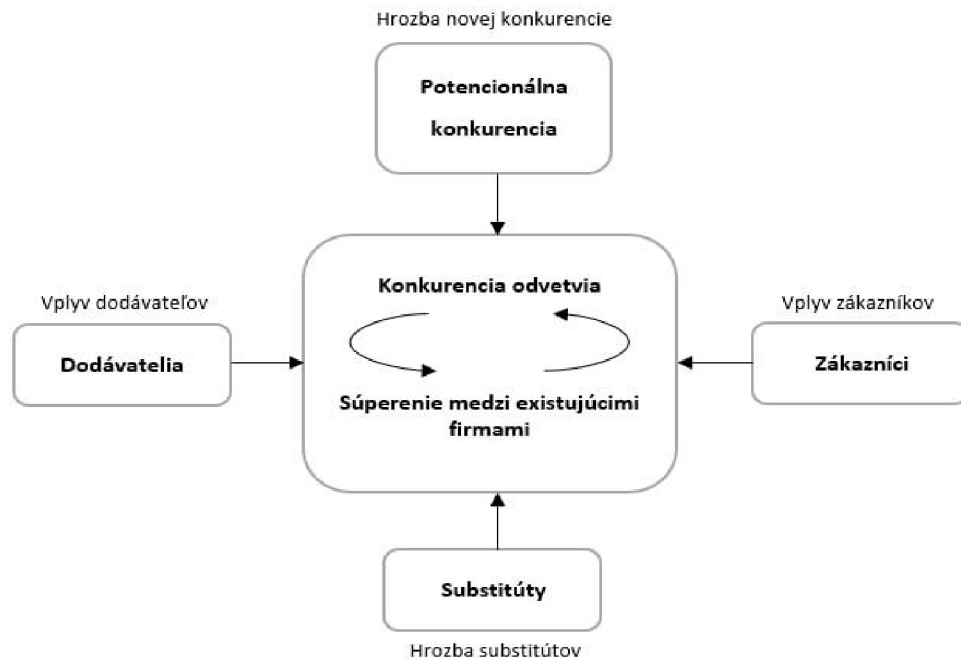 Hrozba novej konkurencie
Potencionálna
konkurencia
Konkurencia odvetvia
Vplyv dodávateľov
Vplyv zákazníkov
Dodávatelia
Zákazníci
Súperenie medzi existujúcimi
firmami
Substitúty
Hrozba substitútov